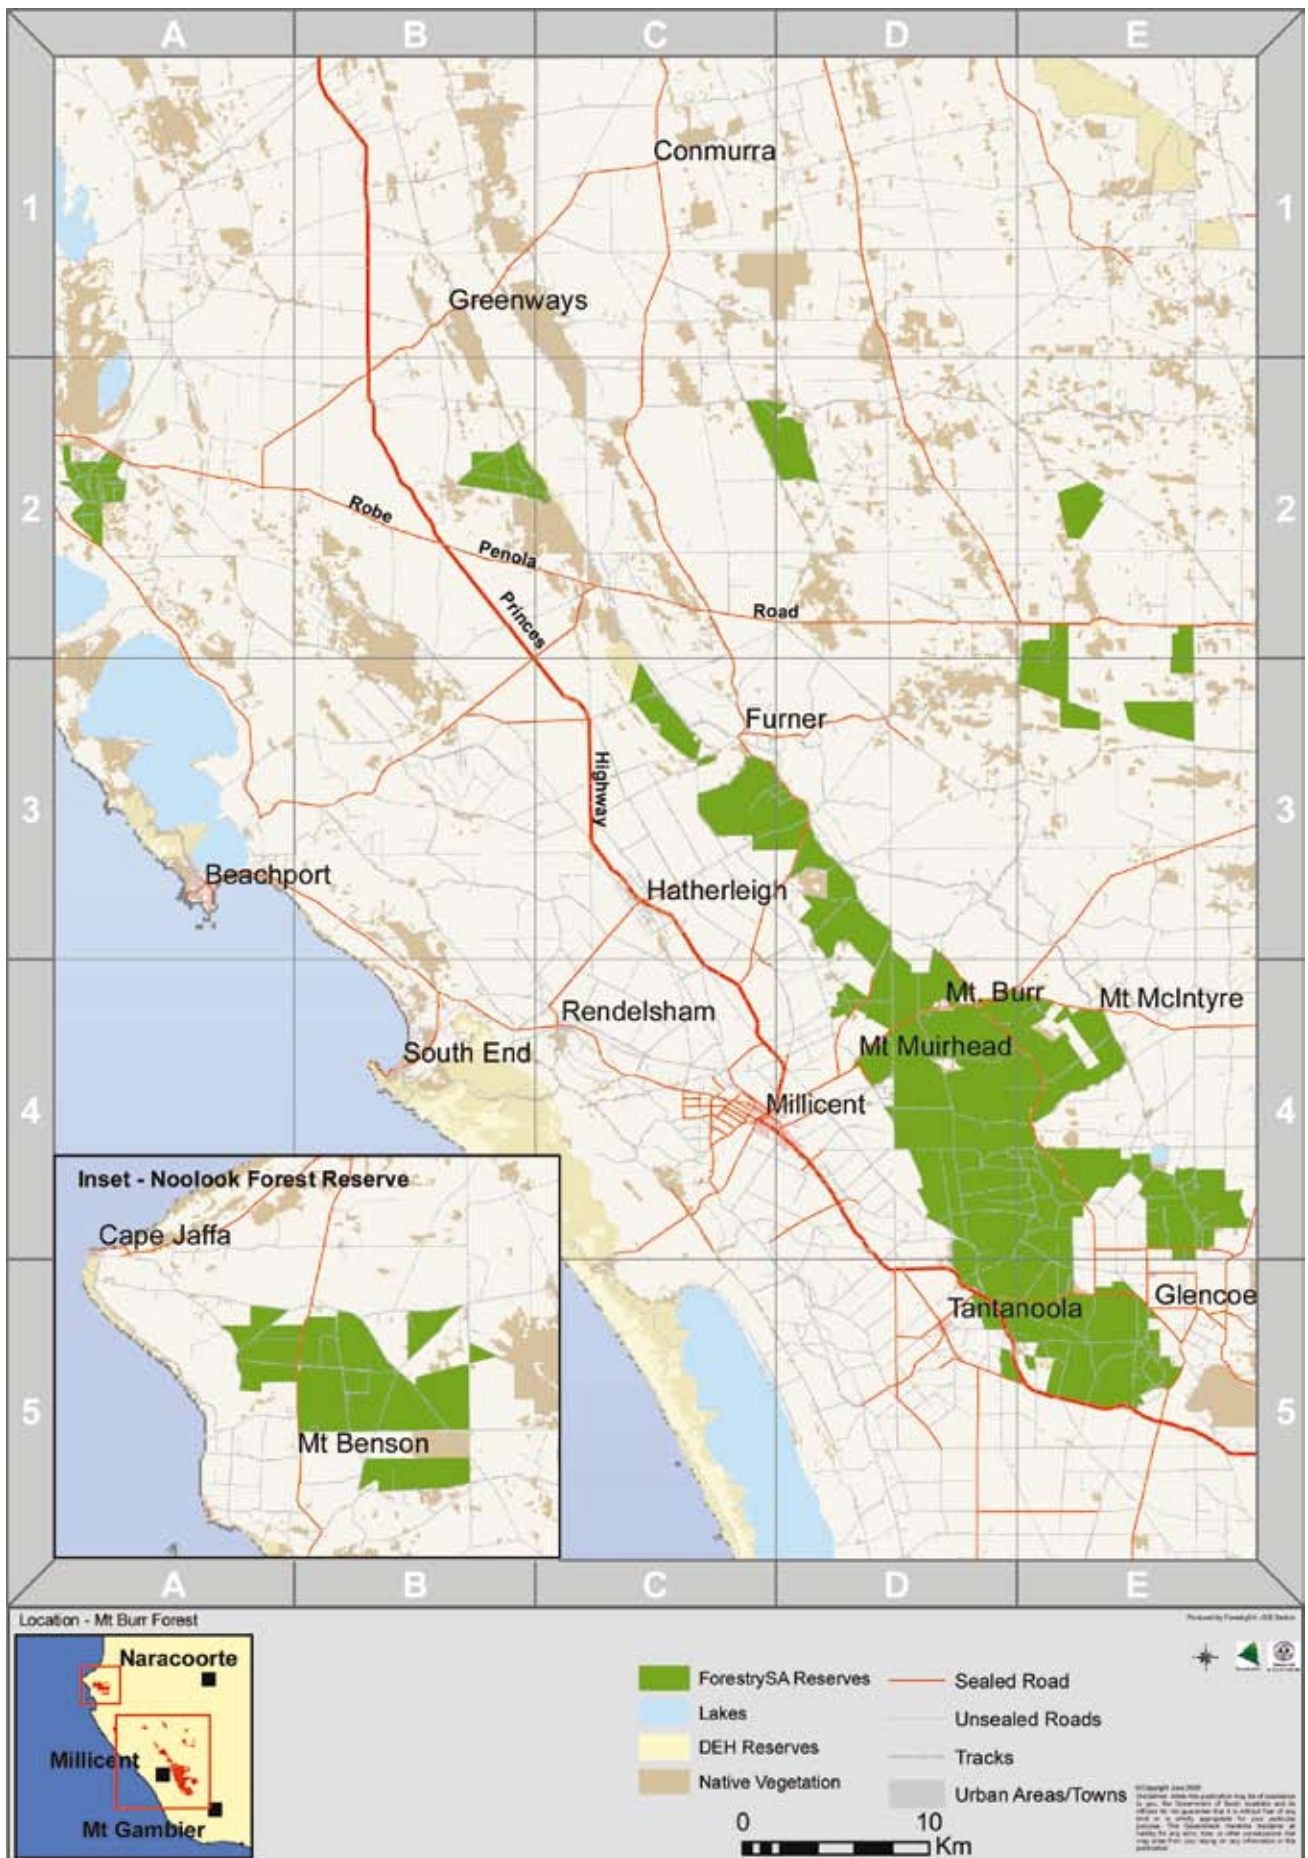 A B C D E
1 1
Conmurra
Greenways
2 2
Robe
Penola
Road
Princes
Furner
Highway
3 3
Beachport
Hatherleigh
Mt. Burr
Mt McIntyre
Rendelsham
South End
Mt Muirhead
Millicent
4 4
Inset - Noolook Forest Reserve
Cape Jaffa
Glencoe
Tantanoola
5 5
Mt Benson
A B C D E
Location - Mt Burr Forest
Naracoorte
Millicent
Mt Gambier
ForestrySA Reserves
Lakes
DEH Reserves
Native Vegetation
Sealed Road
Unsealed Roads
Tracks
Urban Areas/Towns
0 10
Km